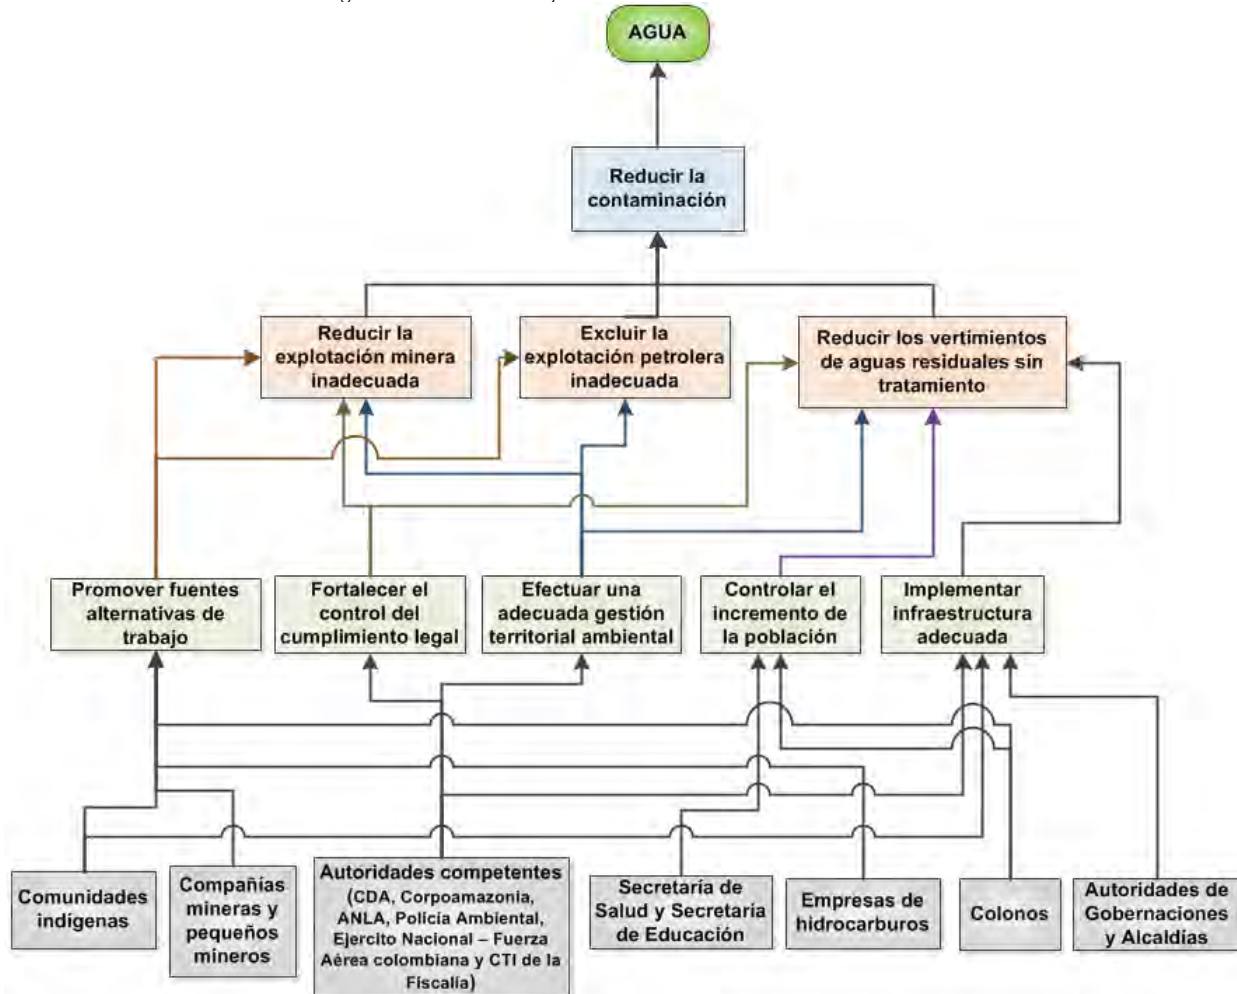 AGUA
Reducir la
contaminación
Reducir la
explotación minera
inadecuada
Excluir la
explotación petrolera
inadecuada
Reducir los vertimientos
de aguas residuales sin
tratamiento
Promover fuentes
alternativas de
trabajo
Fortalecer el
control del
cumplimiento legal
Efectuar una
adecuada gestión
territorial ambiental
Controlar el
incremento de
la población
Implementar
infraestructura
adecuada
Comunidades
indígenas
Compañías
mineras y
pequeños
mineros
Autoridades competentes
(CDA, Corpoamazonia,
ANLA, Policía Ambiental,
Ejercito Nacional – Fuerza
Aérea colombiana y CTI de la
Fiscalía)
Secretaría de
Salud y Secretaría
de Educación
Empresas de
hidrocarburos
Colonos
Autoridades de
Gobernaciones
y Alcaldías